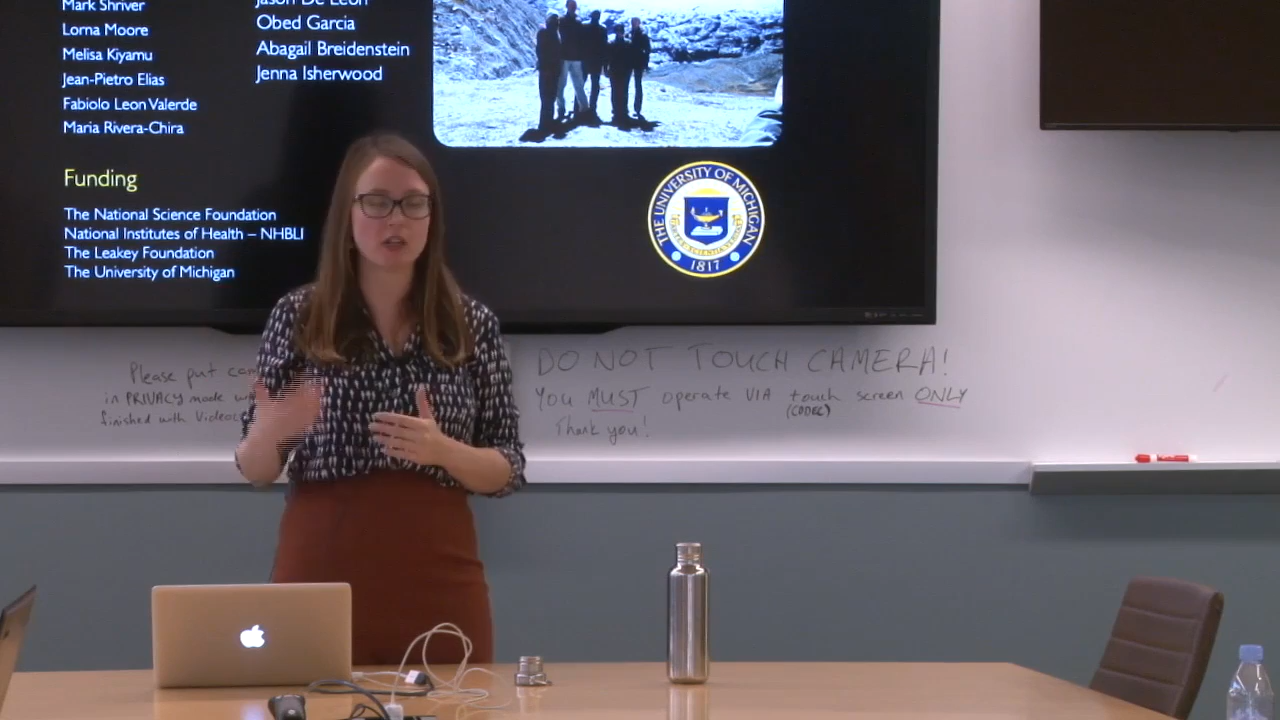 Mark Shriver
Lorna Moore
Melisa Kiyamu
Jean-Pietro Elias
Fabiolo Leon Valerde
Maria Rivera-Chira
Jason De Leon
Obed Garcia
Abagail Breidenstein
Jenna Isherwood
Funding
The National Science Foundation
National Institutes of Health – NHBLI
The Leakey Foundation
The University of Michigan
THE UNIVERSITY OF MICHIGAN
1817
Please put
in PRIVACY mode
finished with
DO NOT TOUCH CAMERA!
You MUST operate VIA touch screen ONLY
(CODEC)
Thank you!